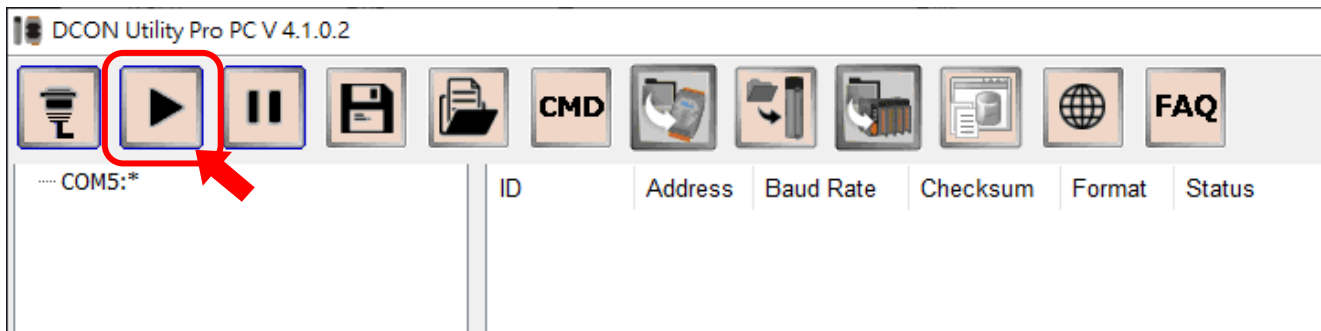 DCON Utility Pro PC V 4.1.0.2
CMD FAQ
COM5:*
ID Address Baud Rate Checksum Format Status